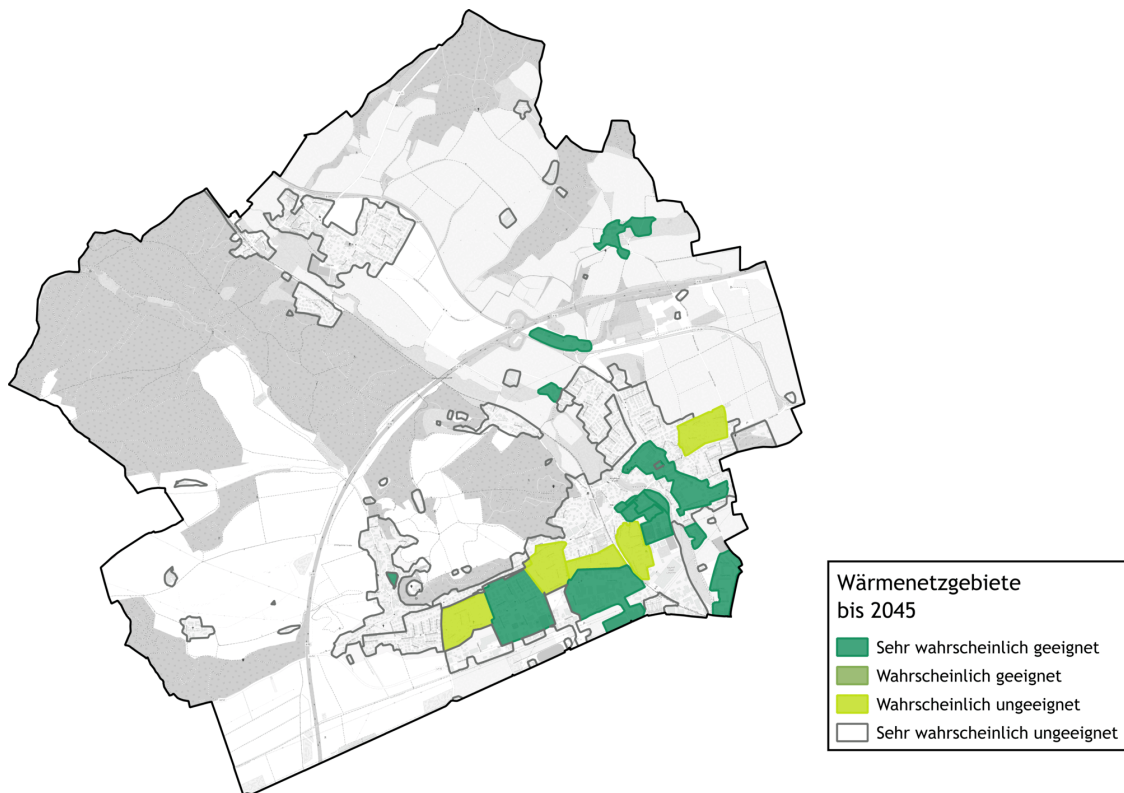 Wärmenetzgebiete
bis 2045
Sehr wahrscheinlich geeignet
Wahrscheinlich geeignet
Wahrscheinlich ungeeignet
Sehr wahrscheinlich ungeeignet